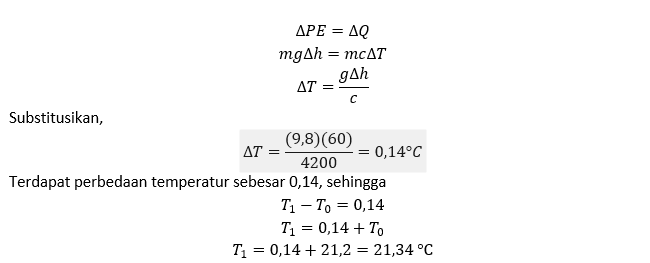 ΔPE = ΔQ
mgΔh = mcΔT
ΔT = gΔh / c
Substitusikan,
ΔT = (9,8)(60) / 4200 = 0,14°C
Terdapat perbedaan temperatur sebesar 0,14, sehingga
T₁ − T₀ = 0,14
T₁ = 0,14 + T₀
T₁ = 0,14 + 21,2 = 21,34 °C